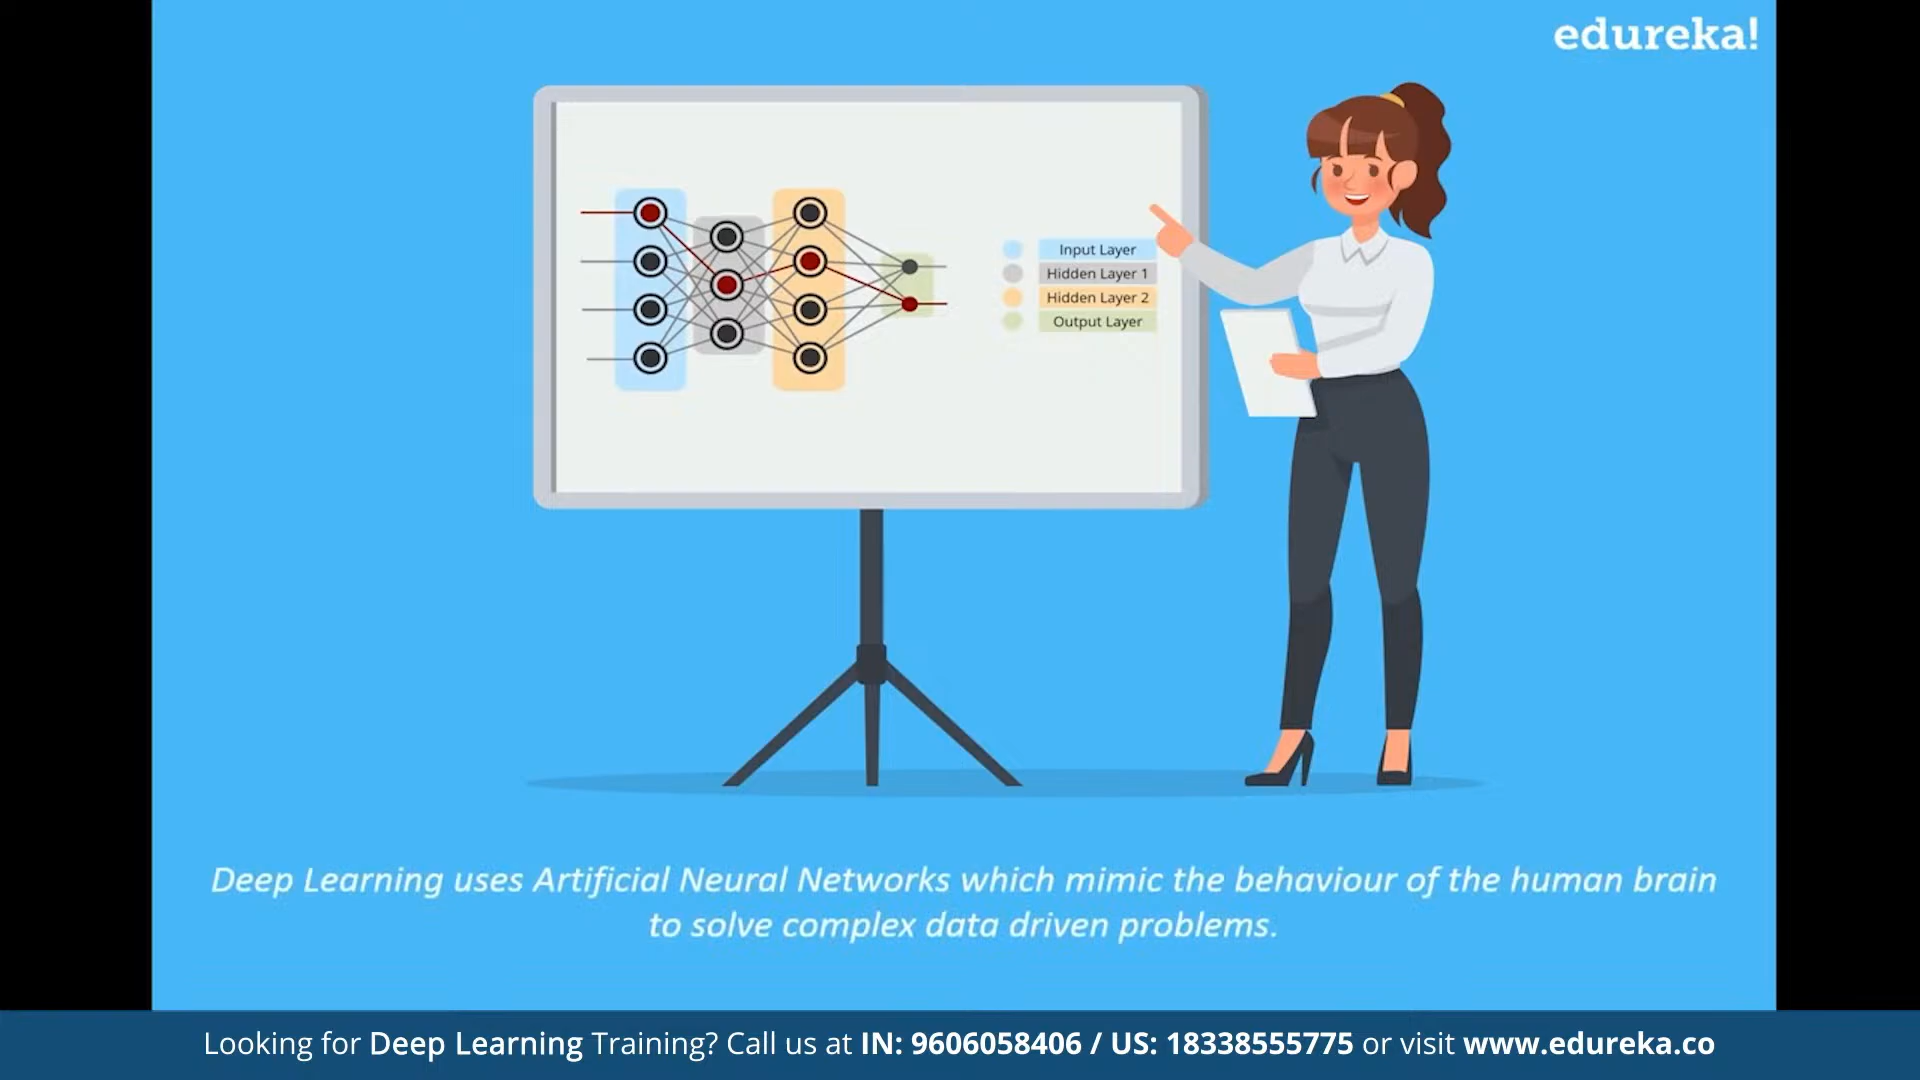 edureka!
Input Layer
Hidden Layer 1
Hidden Layer 2
Output Layer
Deep Learning uses Artificial Neural Networks which mimic the behaviour of the human brain
to solve complex data driven problems.
Looking for Deep Learning Training? Call us at IN: 9606058406 / US: 18338555775 or visit www.edureka.co